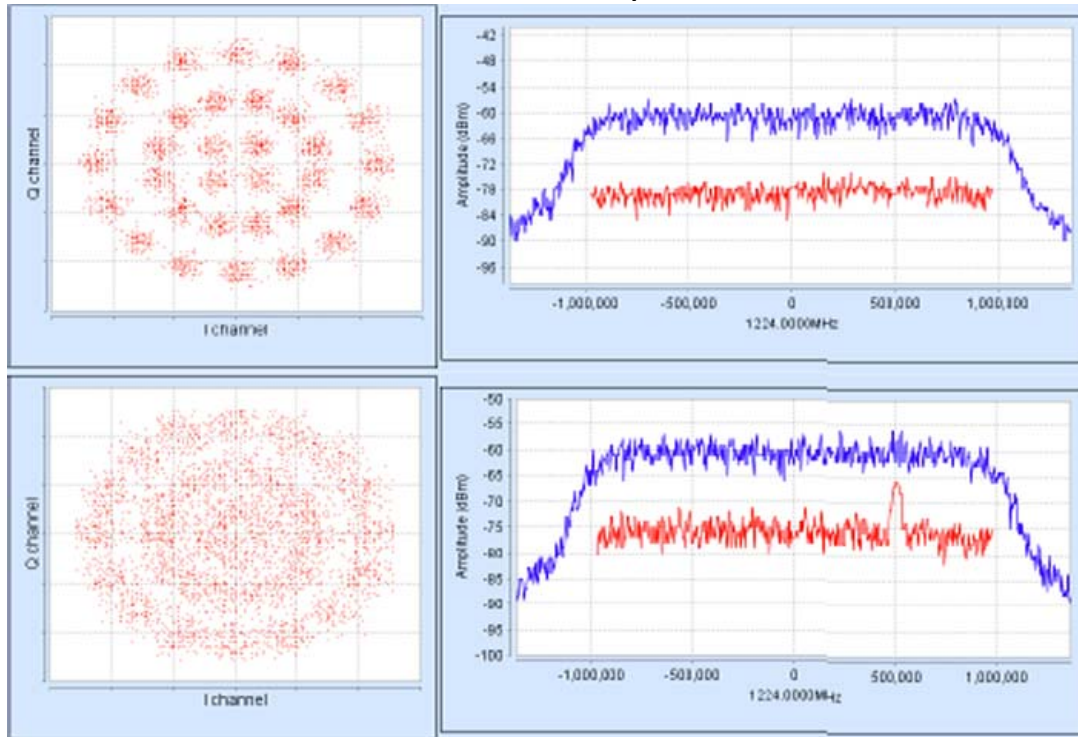 Q channel
I channel
Amplitude (dBm)
-42
-48
-54
-60
-66
-72
-78
-84
-90
-96
-1,000,000 -500,000 0 500,000 1,000,000
1224.0000MHz
Q channel
I channel
Amplitude (dBm)
-50
-55
-60
-65
-70
-75
-80
-85
-90
-95
-100
-1,000,000 -500,000 0 500,000 1,000,000
1224.0000MHz